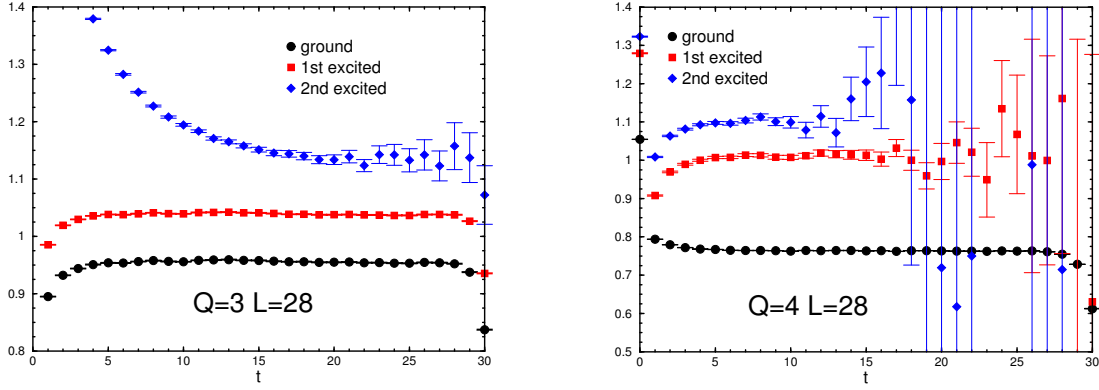 1.4
1.3
1.2
1.1
1
0.9
0.8
0 5 10 15 20 25 30
t
ground
1st excited
2nd excited
Q=3 L=28
1.4
1.3
1.2
1.1
1
0.9
0.8
0.7
0.6
0.5
0 5 10 15 20 25 30
t
ground
1st excited
2nd excited
Q=4 L=28